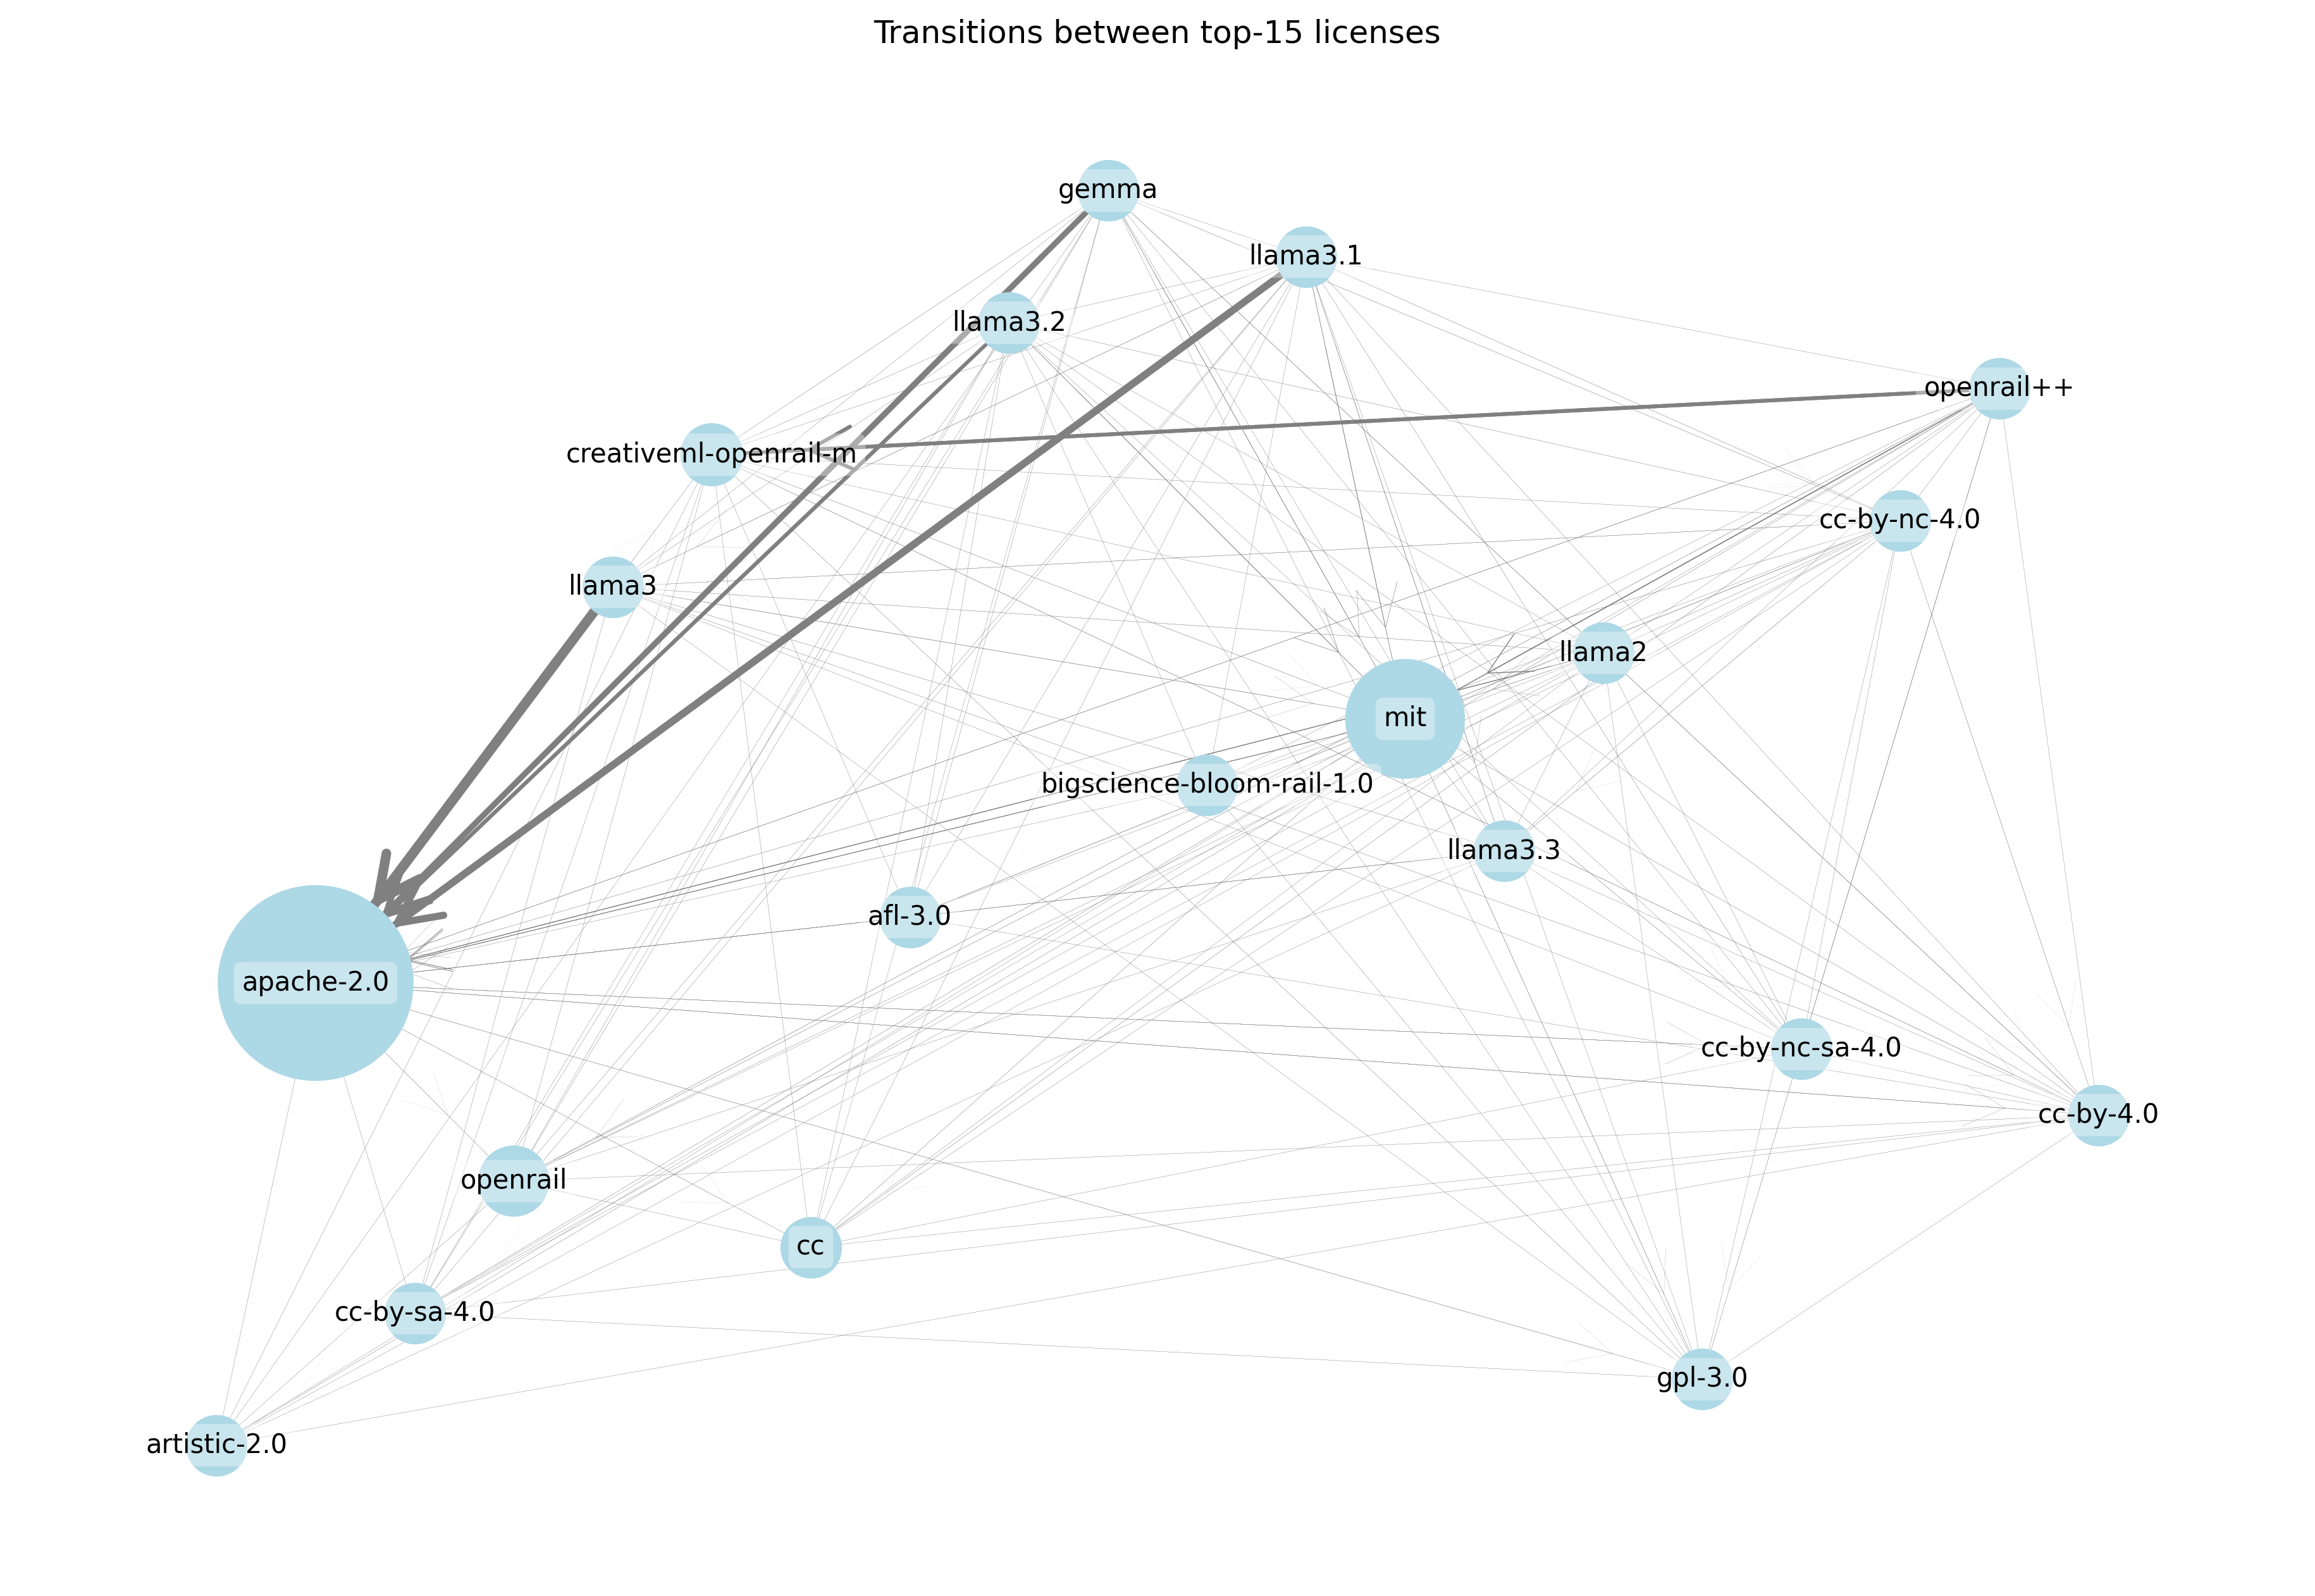 Transitions between top-15 licenses
gemma
llama3.1
llama3.2
openrail++
creativeml-openrail-m
cc-by-nc-4.0
llama3
llama2
mit
bigscience-bloom-rail-1.0
llama3.3
afl-3.0
apache-2.0
cc-by-nc-sa-4.0
cc-by-4.0
openrail
cc
cc-by-sa-4.0
gpl-3.0
artistic-2.0